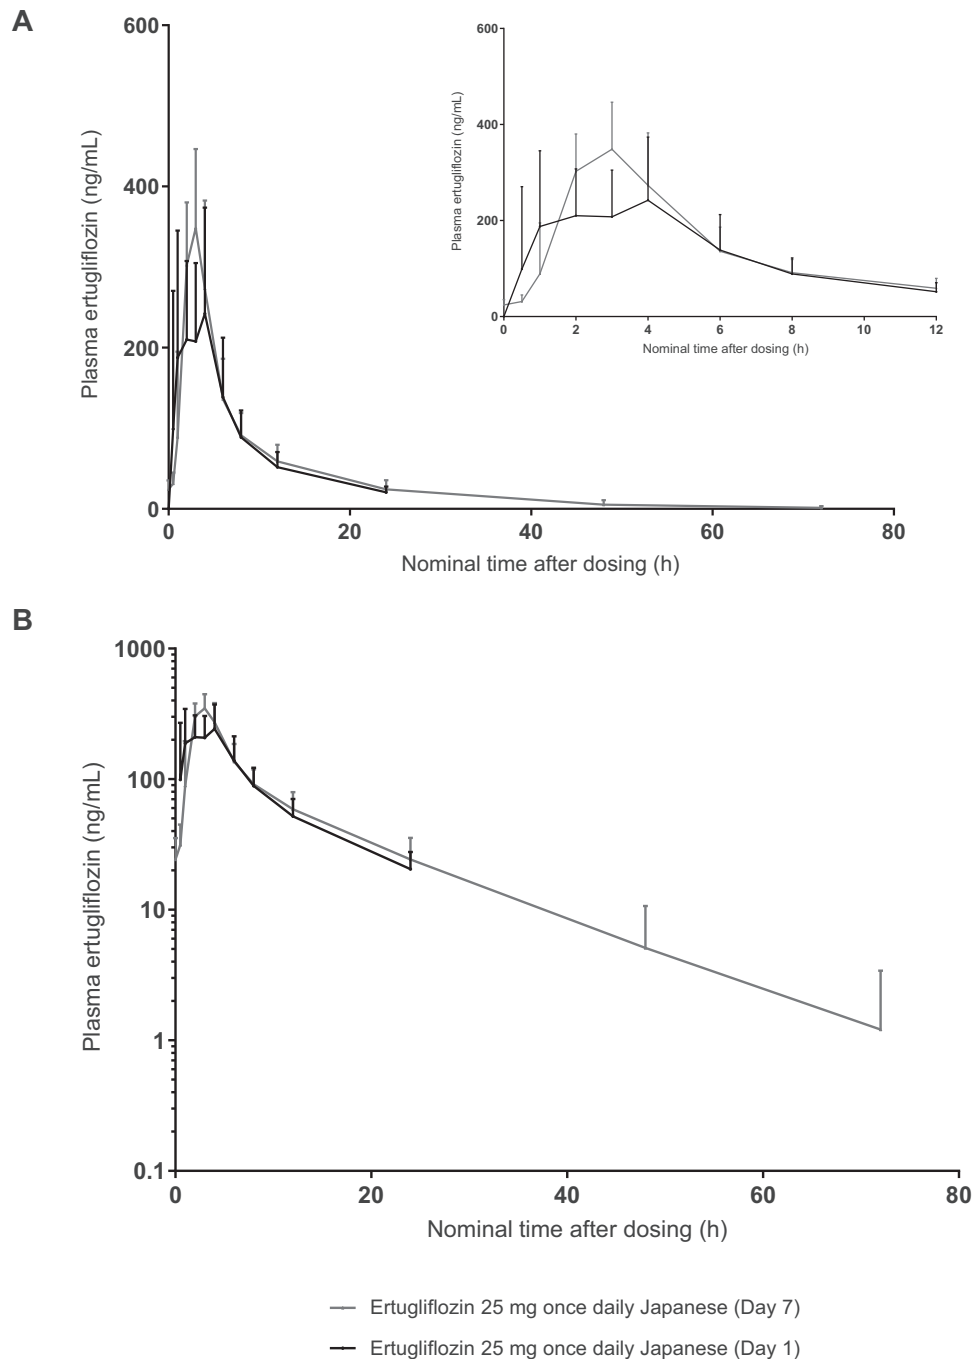 A
600
400
200
0
Plasma ertugliflozin (ng/mL)
0 20 40 60 80
Nominal time after dosing (h)
600
400
200
0
Plasma ertugliflozin (ng/mL)
0 2 4 6 8 10 12
Nominal time after dosing (h)
B
1000
100
10
1
0.1
Plasma ertugliflozin (ng/mL)
0 20 40 60 80
Nominal time after dosing (h)
Ertugliflozin 25 mg once daily Japanese (Day 7)
Ertugliflozin 25 mg once daily Japanese (Day 1)